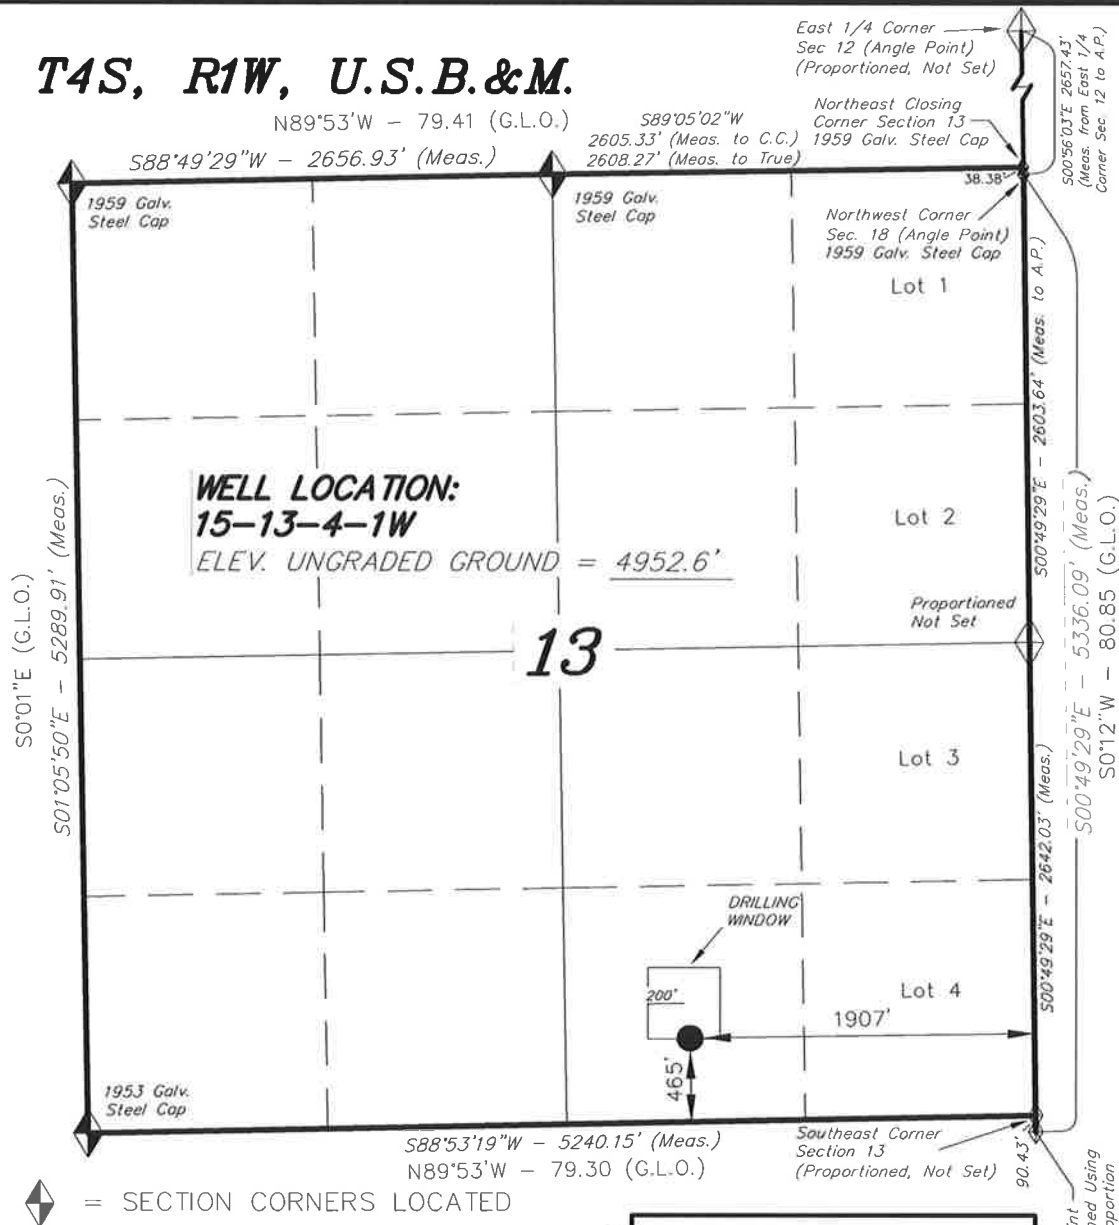 T4S, R1W, U.S.B.&M.
N89°53'W - 79.41 (G.L.O.)
S88°49'29"W - 2656.93' (Meas.)
S89°05'02"W
2605.33' (Meas. to C.C.)
2608.27' (Meas. to True)
East 1/4 Corner
Sec 12 (Angle Point)
(Proportioned, Not Set)
Northeast Closing
Corner Section 13
1959 Galv. Steel Cap
S00°56'03"E 2657.43'
(Meas. from East 1/4
Corner Sec. 12 to A.P.)
38.38'
1959 Galv.
Steel Cap
1959 Galv.
Steel Cap
Northwest Corner
Sec. 18 (Angle Point)
1959 Galv. Steel Cap
Lot 1
S00°49'29"E - 2603.64' (Meas. to A.P.)
WELL LOCATION:
15-13-4-1W
ELEV. UNGRADED GROUND = 4952.6'
Lot 2
Proportioned
Not Set
13
S0°01"E (G.L.O.)
S01°05'50"E - 5289.91' (Meas.)
S00°49'29"E - 5336.09' (Meas.)
S0°12"W - 80.85 (G.L.O.)
Lot 3
S00°49'29"E - 2642.03' (Meas.)
DRILLING
WINDOW
200'
Lot 4
1907'
465'
1953 Galv.
Steel Cap
S88°53'19"W - 5240.15' (Meas.)
N89°53'W - 79.30 (G.L.O.)
Southeast Corner
Section 13
(Proportioned, Not Set)
90.43'
= SECTION CORNERS LOCATED